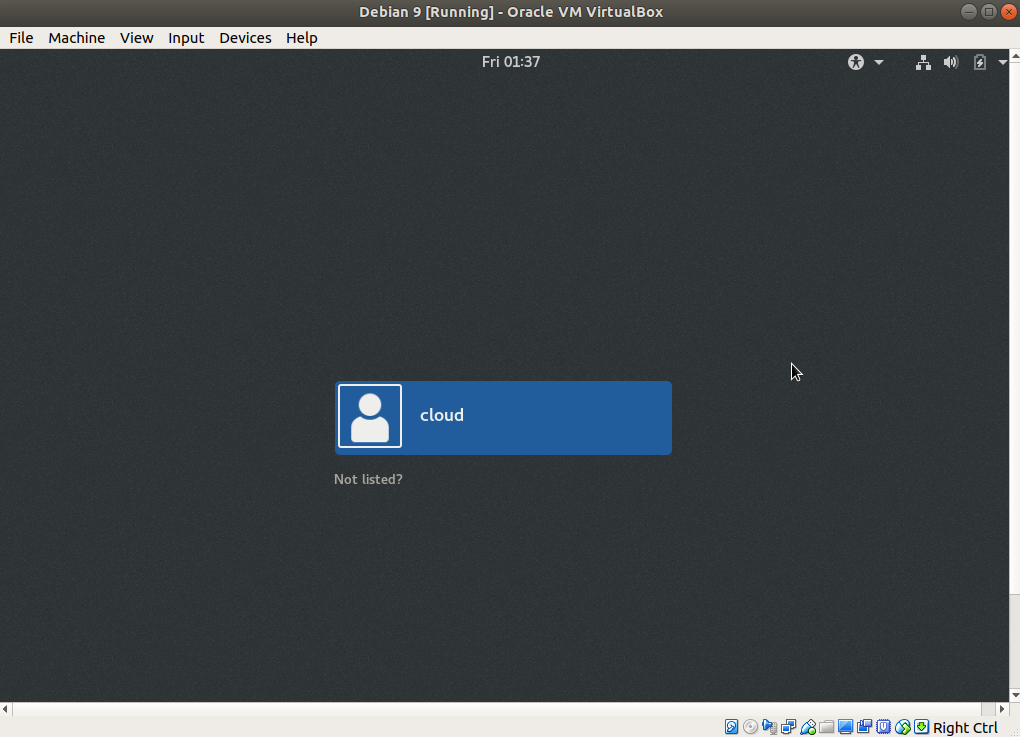 Debian 9 [Running] - Oracle VM VirtualBox
File Machine View Input Devices Help
Fri 01:37
cloud
Not listed?
Right Ctrl